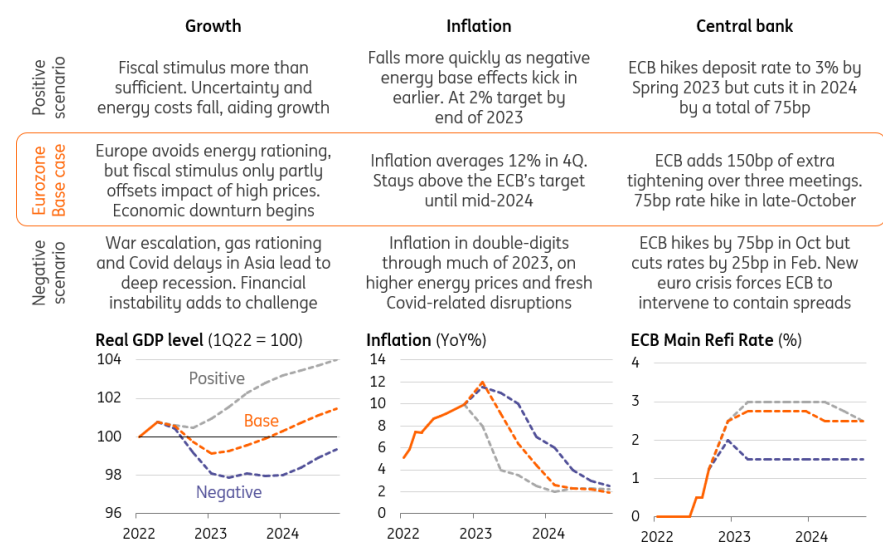 Growth
Inflation
Central bank
Positive
scenario
Fiscal stimulus more than
sufficient. Uncertainty and
energy costs fall, aiding growth
Falls more quickly as negative
energy base effects kick in
earlier. At 2% target by
end of 2023
ECB hikes deposit rate to 3% by
Spring 2023 but cuts it in 2024
by a total of 75bp
Eurozone
Base case
Europe avoids energy rationing,
but fiscal stimulus only partly
offsets impact of high prices.
Economic downturn begins
Inflation averages 12% in 4Q.
Stays above the ECB's target
until mid-2024
ECB adds 150bp of extra
tightening over three meetings.
75bp rate hike in late-October
Negative
scenario
War escalation, gas rationing
and Covid delays in Asia lead to
deep recession. Financial
instability adds to challenge
Inflation in double-digits
through much of 2023, on
higher energy prices and fresh
Covid-related disruptions
ECB hikes by 75bp in Oct but
cuts rates by 25bp in Feb. New
euro crisis forces ECB to
intervene to contain spreads
Real GDP level (1Q22 = 100)
104
102
100
98
96
Positive
Base
Negative
2022 2023 2024
Inflation (YoY%)
14
12
10
8
6
4
2
0
2022 2023 2024
ECB Main Refi Rate (%)
4
3
2
1
0
2022 2023 2024